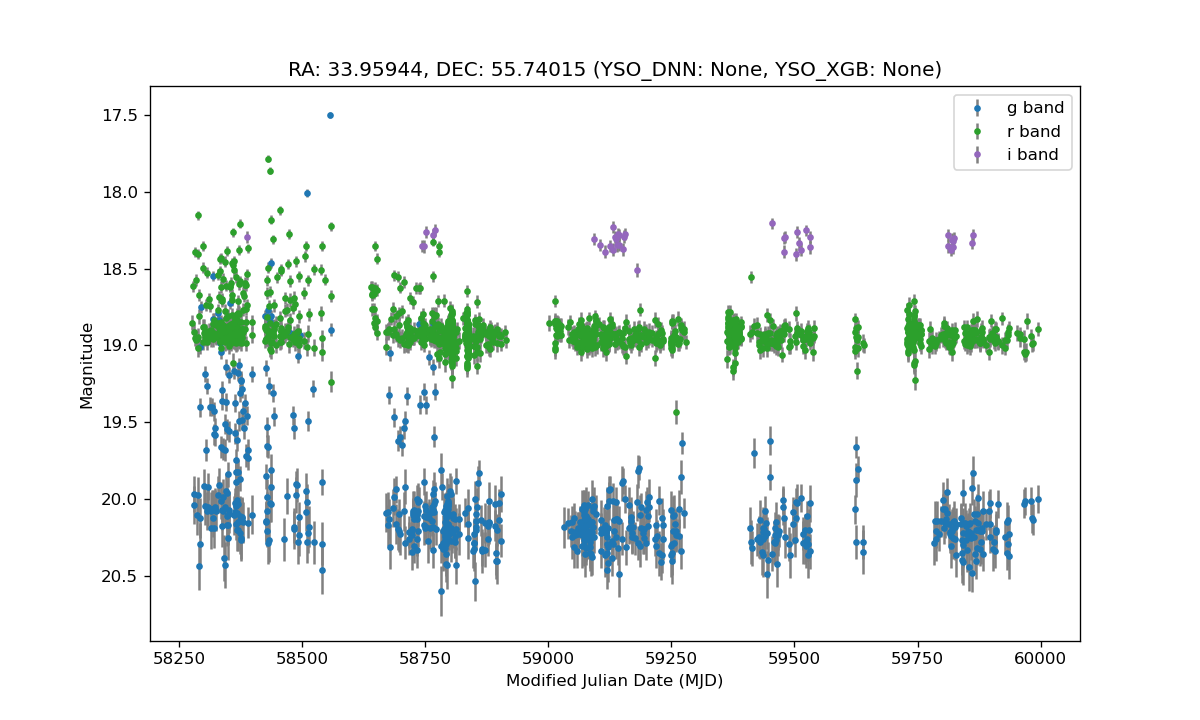 RA: 33.95944, DEC: 55.74015 (YSO_DNN: None, YSO_XGB: None)
g band
r band
i band
17.5
18.0
18.5
19.0
19.5
20.0
20.5
Magnitude
58250 58500 58750 59000 59250 59500 59750 60000
Modified Julian Date (MJD)